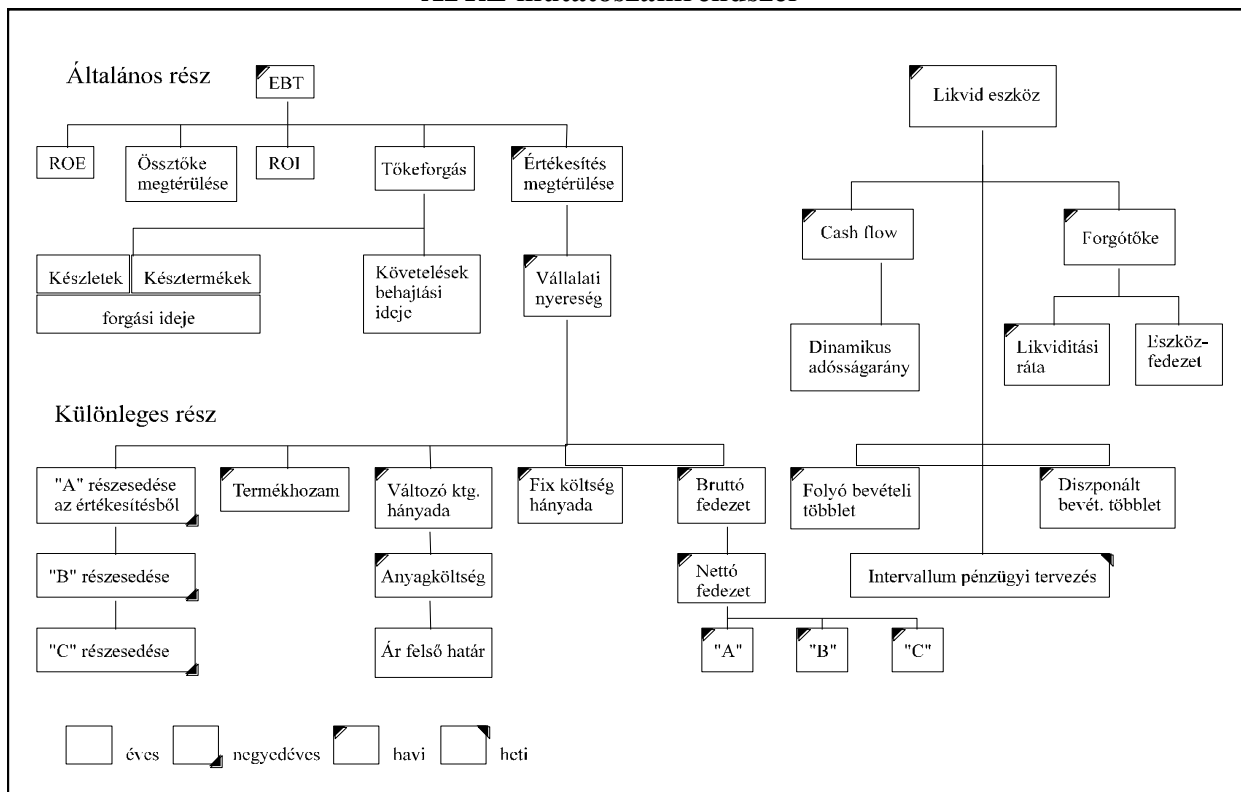 Általános rész
EBT
Likvid eszköz
ROE
Össztőke
megtérülése
ROI
Tőkeforgás
Értékesítés
megtérülése
Cash flow
Forgótőke
Készletek
Késztermékek
forgási ideje
Követelések
behajtási
ideje
Vállalati
nyereség
Dinamikus
adósságarány
Likviditási
ráta
Eszköz-
fedezet
Különleges rész
"A" részesedése
az értékesítésből
Termékhozam
Változó ktg.
hányada
Fix költség
hányada
Bruttó
fedezet
Folyó bevételi
többlet
Diszponált
bevét. többlet
"B" részesedése
Anyagköltség
Nettó
fedezet
Intervallum pénzügyi tervezés
"C" részesedése
Ár felső határ
"A"
"B"
"C"
éves
negyedéves
havi
heti